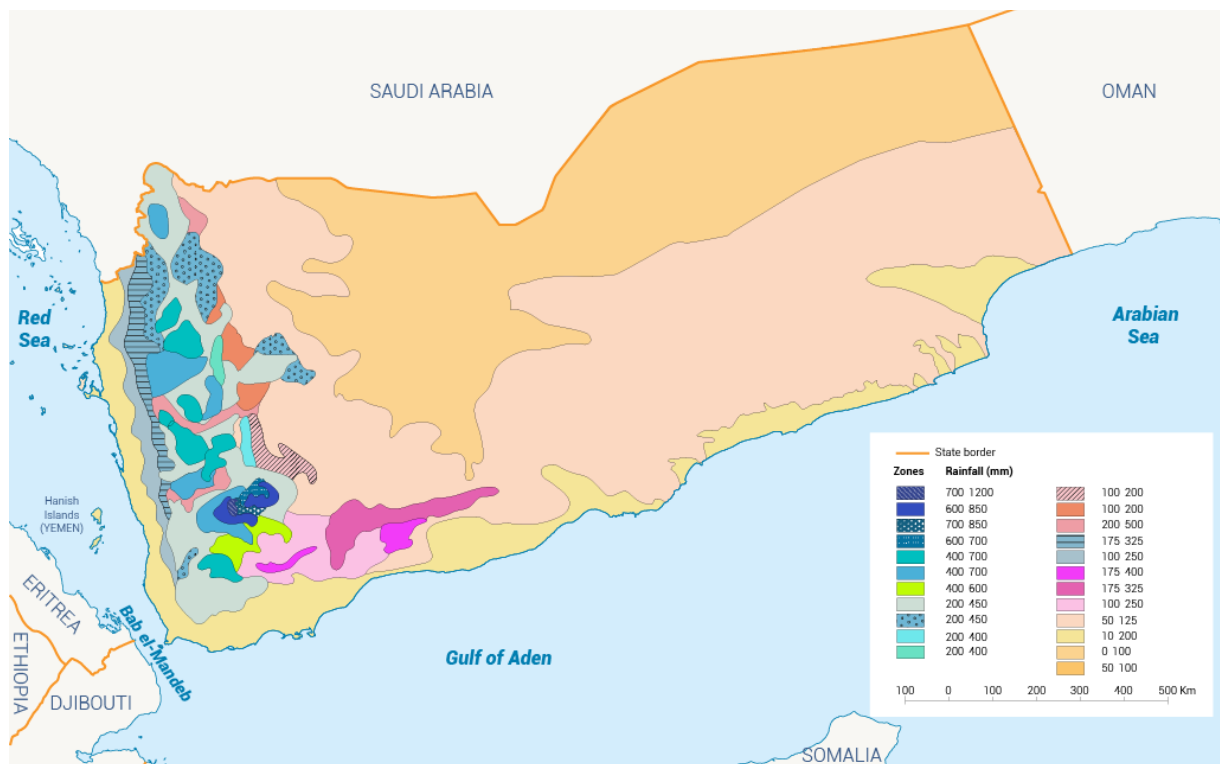 SAUDI ARABIA
OMAN
Red
Sea
Arabian
Sea
Hanish
Islands
(YEMEN)
ERITREA
ETHIOPIA
DJIBOUTI
Bab el-Mandeb
Gulf of Aden
SOMALIA
State border
Zones Rainfall (mm)
700 1200
600 850
700 850
600 700
400 700
400 700
400 600
200 450
200 450
200 400
200 400
100 200
100 200
200 500
175 325
100 250
175 400
175 325
100 250
50 125
10 200
0 100
50 100
100 0 100 200 300 400 500 Km